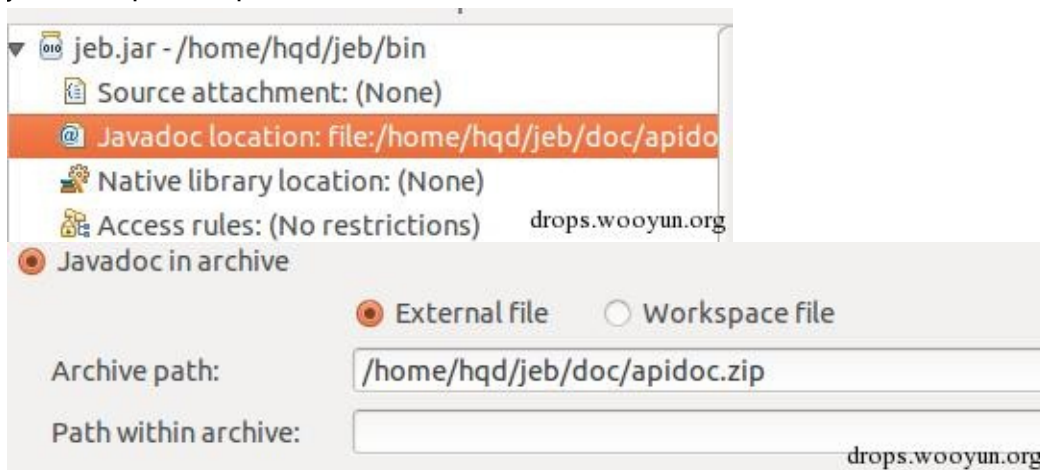 jeb.jar - /home/hqd/jeb/bin
Source attachment: (None)
Javadoc location: file:/home/hqd/jeb/doc/apido
Native library location: (None)
Access rules: (No restrictions)
drops.wooyun.org
Javadoc in archive
External file Workspace file
Archive path: /home/hqd/jeb/doc/apidoc.zip
Path within archive:
drops.wooyun.org